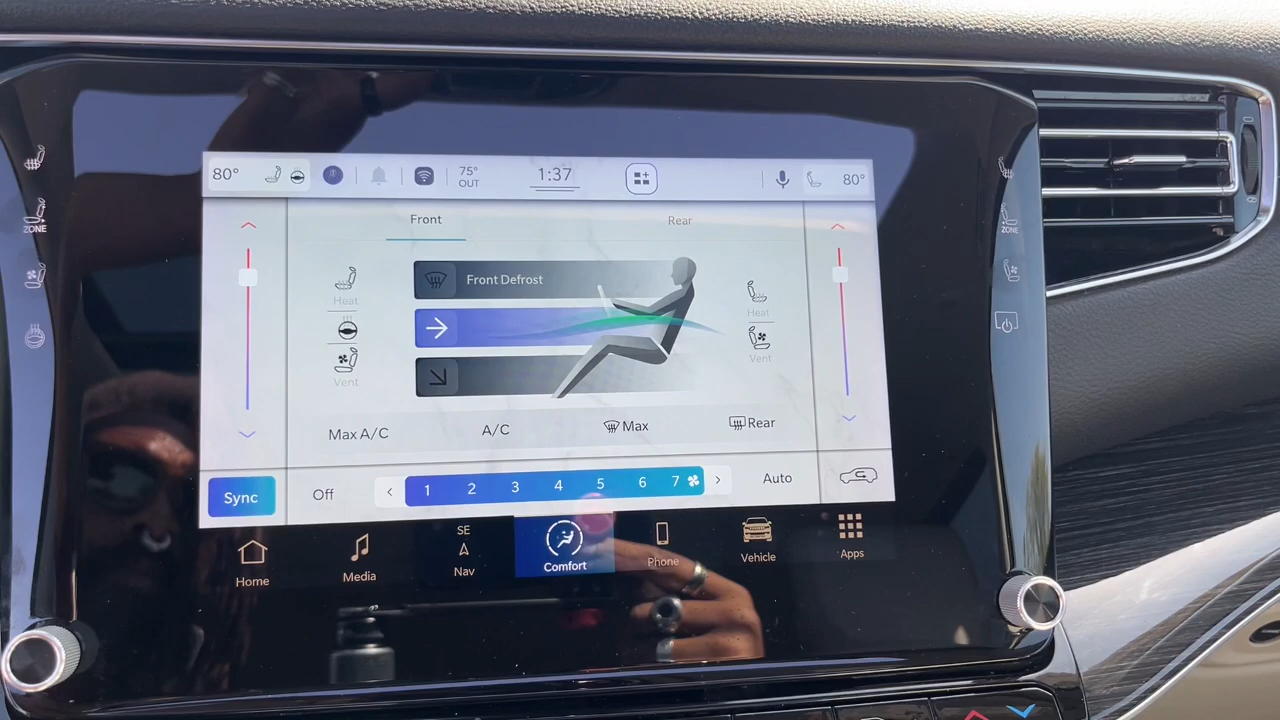 80°
75°
OUT
1:37
80°
Front
Rear
Heat
Vent
Front Defrost
Heat
Vent
Max A/C
A/C
Max
Rear
Sync
Off
1 2 3 4 5 6 7
Auto
Home
Media
SE
Nav
Comfort
Phone
Vehicle
Apps
ZONE
ZONE